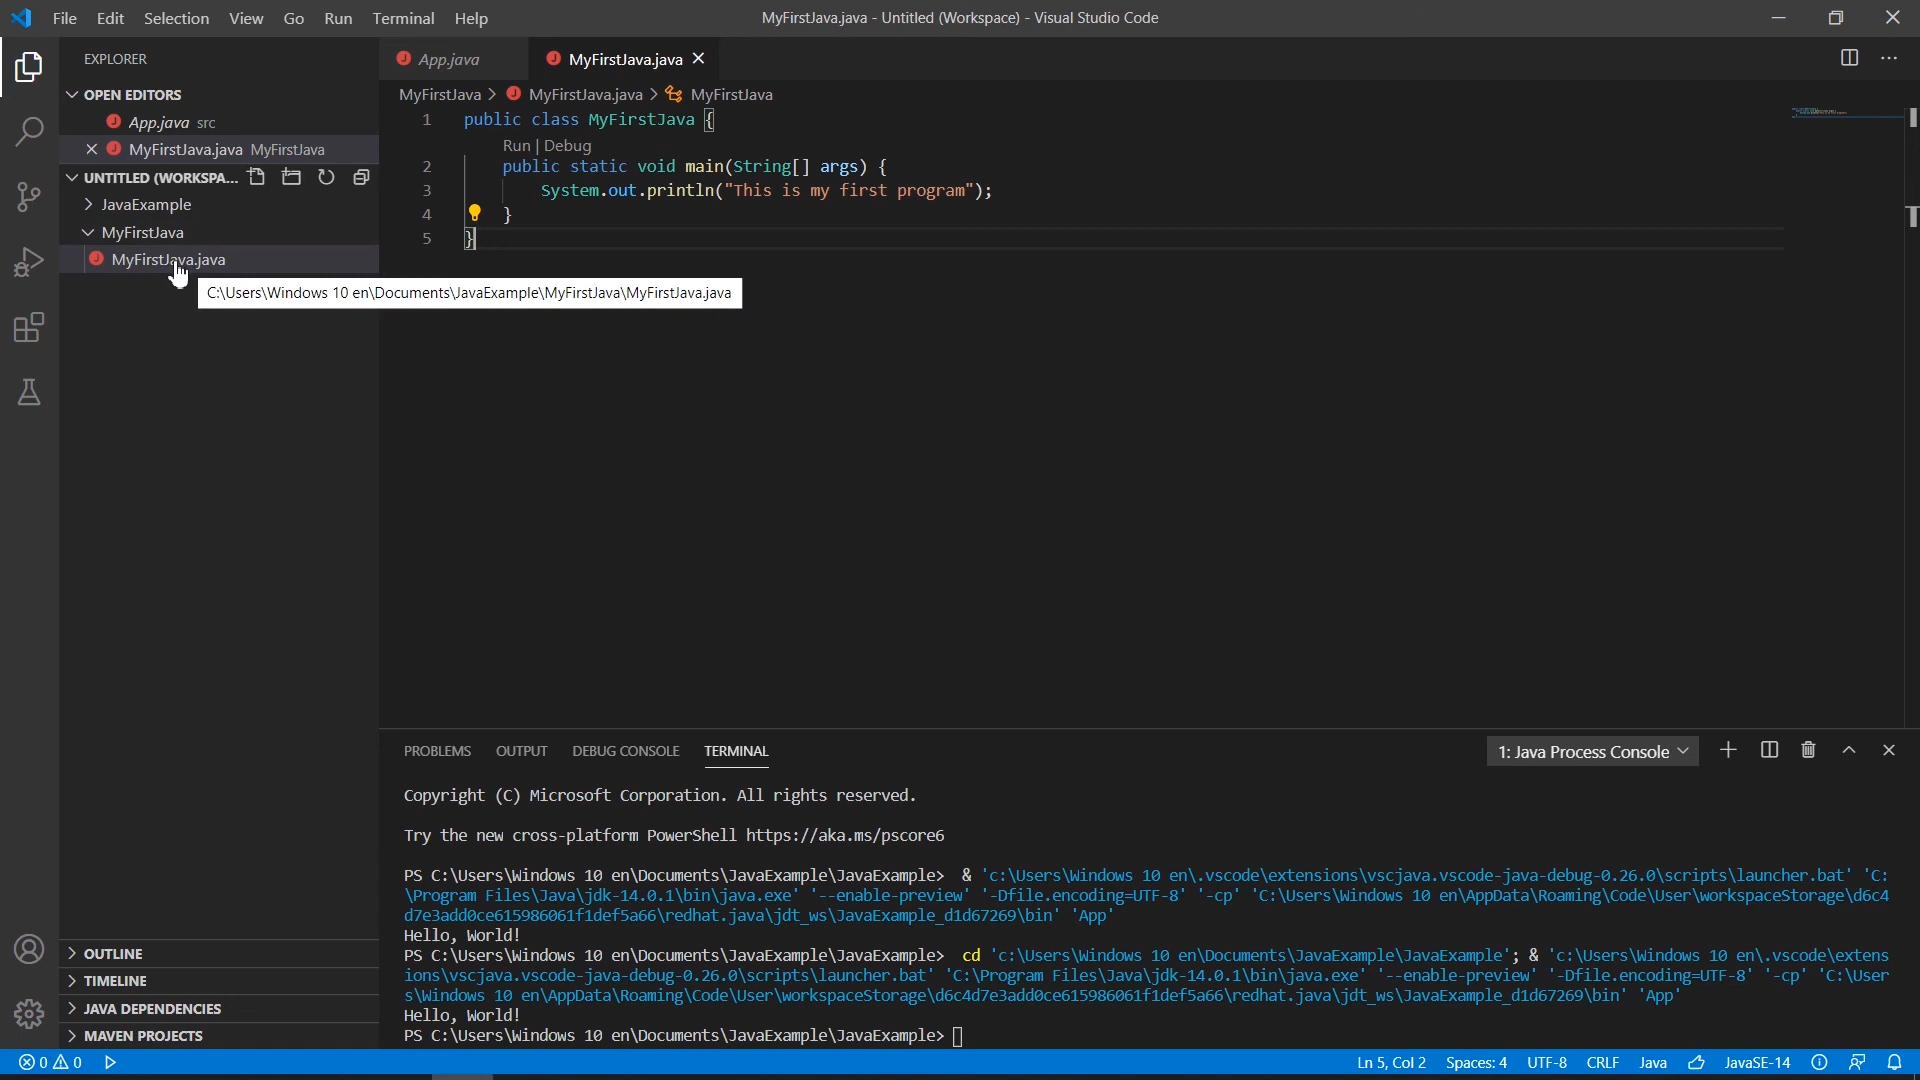 File Edit Selection View Go Run Terminal Help
MyFirstJava.java - Untitled (Workspace) - Visual Studio Code
EXPLORER
OPEN EDITORS
App.java src
MyFirstJava.java MyFirstJava
UNTITLED (WORKSPA...
JavaExample
MyFirstJava
MyFirstJava.java
C:\Users\Windows 10 en\Documents\JavaExample\MyFirstJava\MyFirstJava.java
OUTLINE
TIMELINE
JAVA DEPENDENCIES
MAVEN PROJECTS
App.java MyFirstJava.java
MyFirstJava > MyFirstJava.java > MyFirstJava
1 public class MyFirstJava {
Run | Debug
2 public static void main(String[] args) {
3 System.out.println("This is my first program");
4 }
5 }
PROBLEMS OUTPUT DEBUG CONSOLE TERMINAL
1: Java Process Console
Copyright (C) Microsoft Corporation. All rights reserved.
Try the new cross-platform PowerShell https://aka.ms/pscore6
PS C:\Users\Windows 10 en\Documents\JavaExample\JavaExample> & 'c:\Users\Windows 10 en\.vscode\extensions\vscjava.vscode-java-debug-0.26.0\scripts\launcher.bat' 'C:
\Program Files\Java\jdk-14.0.1\bin\java.exe' '--enable-preview' '-Dfile.encoding=UTF-8' '-cp' 'C:\Users\Windows 10 en\AppData\Roaming\Code\User\workspaceStorage\d6c4
d7e3add0ce615986061f1def5a66\redhat.java\jdt_ws\JavaExample_d1d67269\bin' 'App'
Hello, World!
PS C:\Users\Windows 10 en\Documents\JavaExample\JavaExample> cd 'c:\Users\Windows 10 en\Documents\JavaExample\JavaExample'; & 'c:\Users\Windows 10 en\.vscode\extens
ions\vscjava.vscode-java-debug-0.26.0\scripts\launcher.bat' 'C:\Program Files\Java\jdk-14.0.1\bin\java.exe' '--enable-preview' '-Dfile.encoding=UTF-8' '-cp' 'C:\User
s\Windows 10 en\AppData\Roaming\Code\User\workspaceStorage\d6c4d7e3add0ce615986061f1def5a66\redhat.java\jdt_ws\JavaExample_d1d67269\bin' 'App'
Hello, World!
PS C:\Users\Windows 10 en\Documents\JavaExample\JavaExample>
0 0 Ln 5, Col 2 Spaces: 4 UTF-8 CRLF Java JavaSE-14